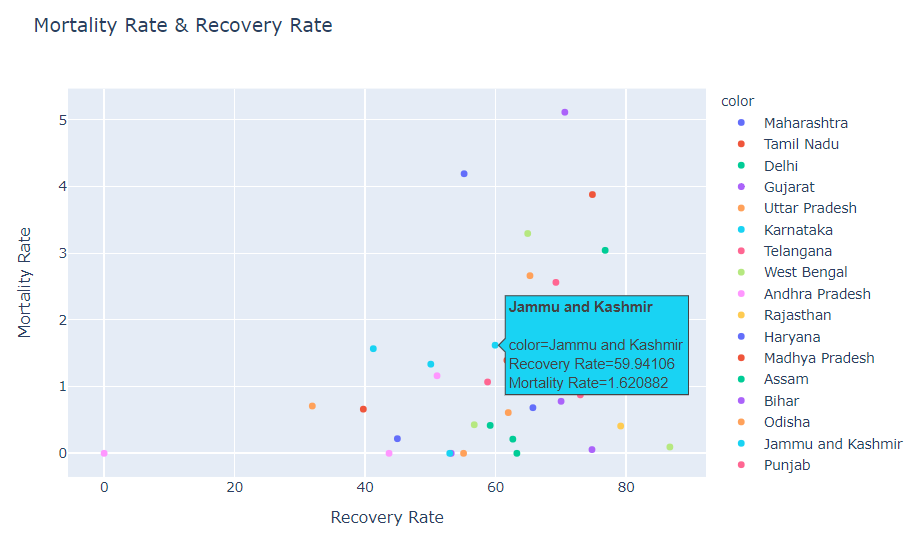 Mortality Rate & Recovery Rate
color
Maharashtra
Tamil Nadu
Delhi
Gujarat
Uttar Pradesh
Karnataka
Telangana
West Bengal
Andhra Pradesh
Rajasthan
Haryana
Madhya Pradesh
Assam
Bihar
Odisha
Jammu and Kashmir
Punjab
Mortality Rate
5
4
3
2
1
0
Jammu and Kashmir
color=Jammu and Kashmir
Recovery Rate=59.94106
Mortality Rate=1.620882
0
20
40
60
80
Recovery Rate